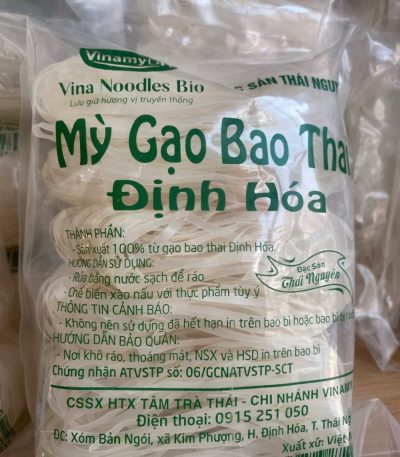 Vina Noodles Bio
Lưu giữ hương vị truyền thống
SẢN THÁI NGUY
Mỳ Gạo Bao Thai
Định Hóa
THÀNH PHẦN:
- Sản xuất 100% từ gạo bao thai Định Hóa.
HƯỚNG DẪN SỬ DỤNG:
- Rửa bằng nước sạch để ráo
- Chế biến xào nấu với thực phẩm tùy ý
Đặc Sản
Thái Nguyên
THÔNG TIN CẢNH BÁO:
- Không nên sử dụng đã hết hạn in trên bao bì hoặc bao bì bị rách
HƯỚNG DẪN BẢO QUẢN:
- Nơi khô ráo, thoáng mát, NSX và HSD in trên bao bì
Chứng nhận ATVSTP số: 06/GCNATVSTP-SCT
CSSX HTX TÂM TRÀ THÁI - CHI NHÁNH VINAMY
Điện thoại: 0915 251 050
ĐC: Xóm Bản Ngói, xã Kim Phượng, H. Định Hóa, T. Thái Ng
Xuất xứ: Việt